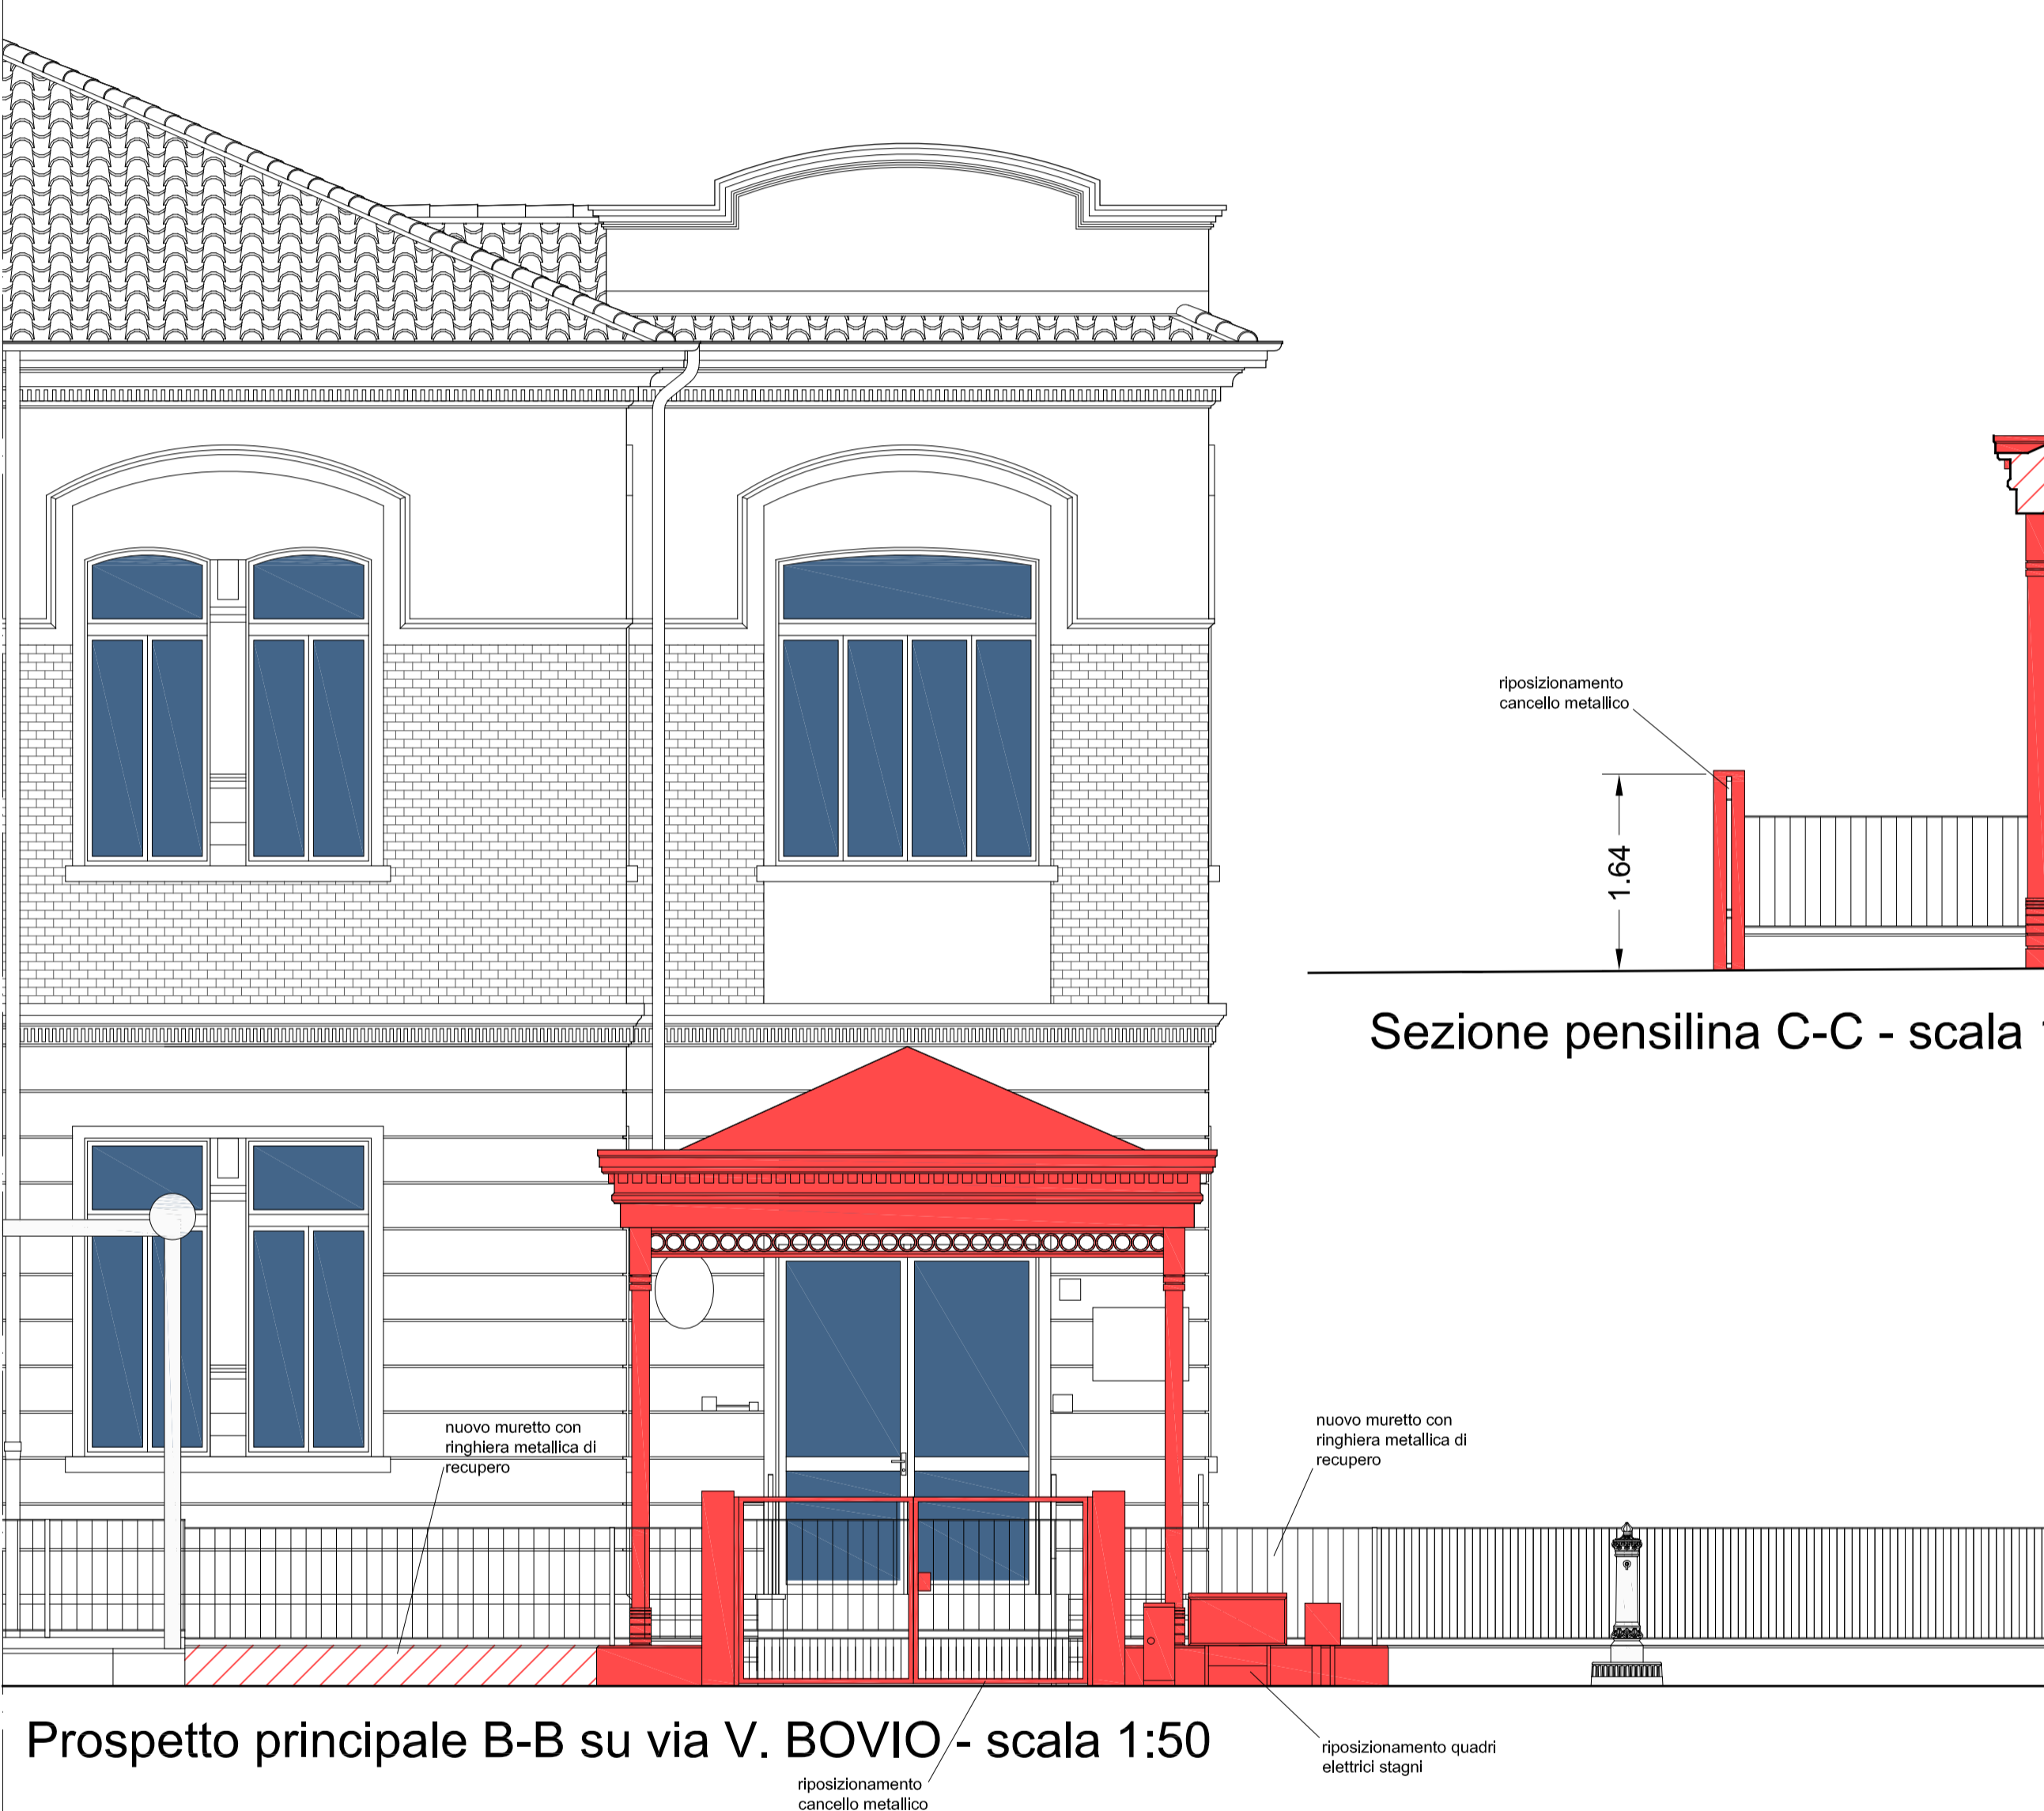 riposizionamento
cancello metallico
1.64
Sezione pensilina C-C - scala
nuovo muretto con
ringhiera metallica di
recupero
nuovo muretto con
ringhiera metallica di
recupero
Prospetto principale B-B su via V. BOVIO - scala 1:50
riposizionamento quadri
elettrici stagni
riposizionamento
cancello metallico